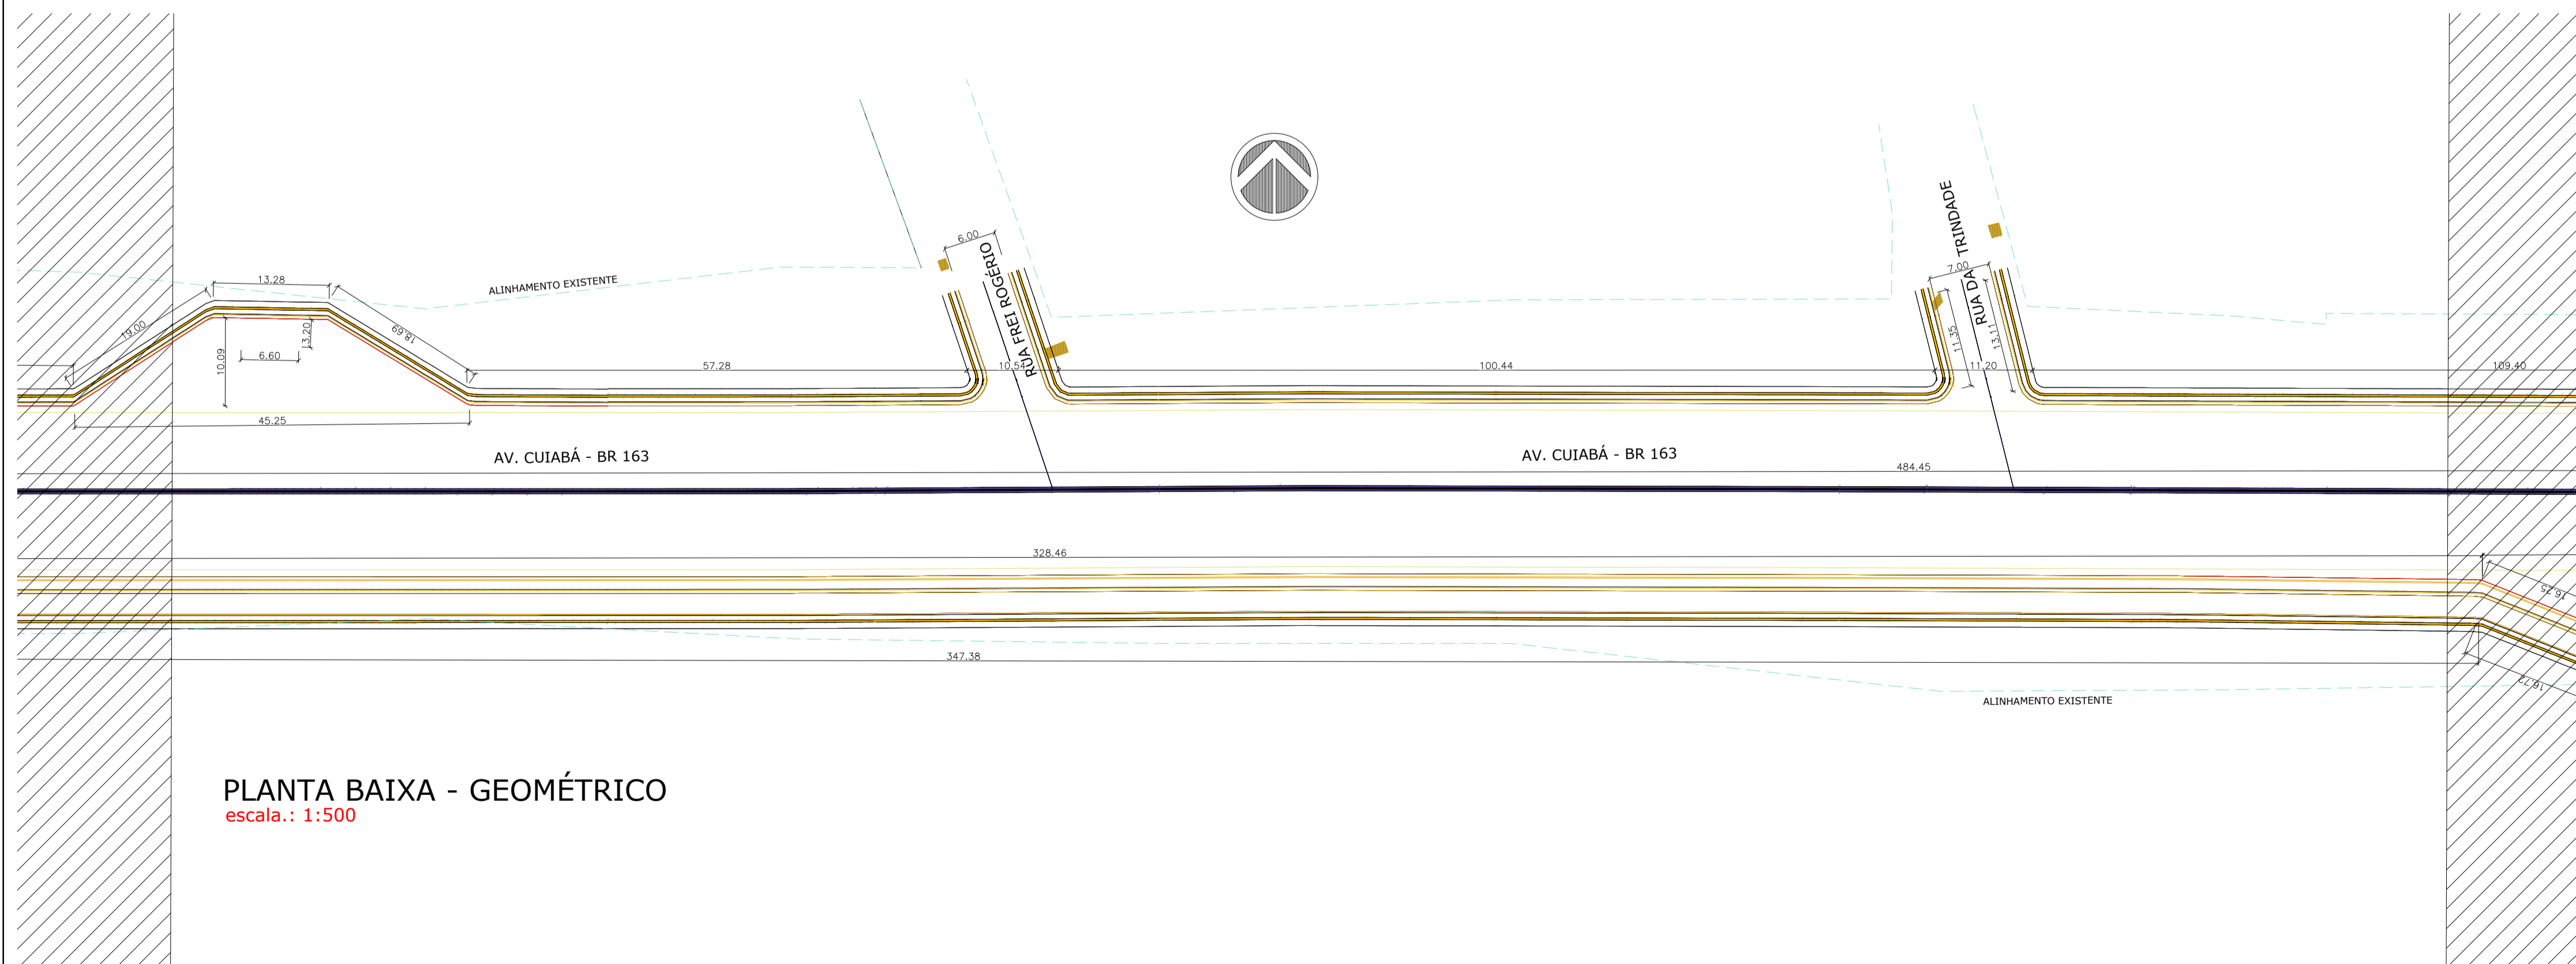 13.28
19.00
18.69
ALINHAMENTO EXISTENTE
10.09
13.20
6.60
45.25
57.28
6.00
RUA FREI ROGÉRIO
10.54
100.44
7.00
RUA DA TRINDADE
11.35
13.11
11.20
109.40
AV. CUIABÁ - BR 163
AV. CUIABÁ - BR 163
484.45
328.46
16.25
347.38
16.72
ALINHAMENTO EXISTENTE
PLANTA BAIXA - GEOMÉTRICO
escala.: 1:500